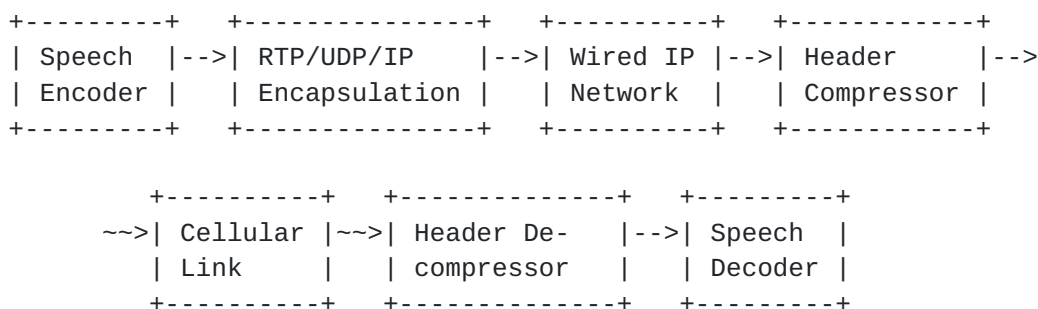 +---------+   +---------------+   +----------+   +------------+
| Speech  |-->| RTP/UDP/IP    |-->| Wired IP |-->| Header     |-->
| Encoder |   | Encapsulation |   | Network  |   | Compressor |
+---------+   +---------------+   +----------+   +------------+
         +----------+   +--------------+   +---------+
      ~~>| Cellular |~~>| Header De-   |-->| Speech  |
         | Link     |   | compressor   |   | Decoder |
         +----------+   +--------------+   +---------+